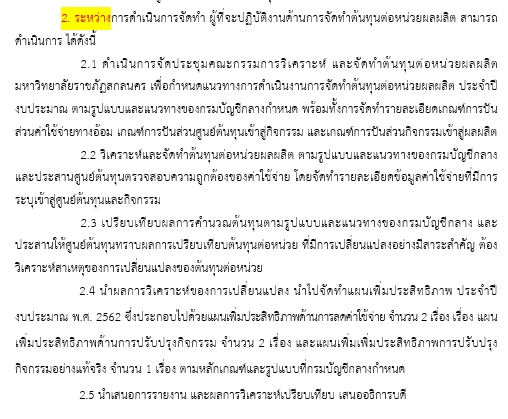 2. ระหว่างการดำเนินการจัดทำ ผู้ที่จะปฏิบัติงานด้านการจัดทำต้นทุนต่อหน่วยผลผลิต สามารถ
ดำเนินการ ได้ดังนี้
2.1 ดำเนินการจัดประชุมคณะกรรมการวิเคราะห์ และจัดทำต้นทุนต่อหน่วยผลผลิต
มหาวิทยาลัยราชภัฏสกลนคร เพื่อกำหนดแนวทางการดำเนินงานการจัดทำต้นทุนต่อหน่วยผลผลิต ประจำปี
งบประมาณ ตามรูปแบบและแนวทางของกรมบัญชีกลางกำหนด พร้อมทั้งการจัดทำรายละเอียดเกณฑ์การปัน
ส่วนค่าใช้จ่ายทางอ้อม เกณฑ์การปันส่วนศูนย์ต้นทุนเข้าสู่กิจกรรม และเกณฑ์การปันส่วนกิจกรรมเข้าสู่ผลผลิต
2.2 วิเคราะห์และจัดทำต้นทุนต่อหน่วยผลผลิต ตามรูปแบบและแนวทางของกรมบัญชีกลาง
และประสานศูนย์ต้นทุนตรวจสอบความถูกต้องของค่าใช้จ่าย โดยจัดทำรายละเอียดข้อมูลค่าใช้จ่ายที่มีการ
ระบุเข้าสู่ศูนย์ต้นทุนและกิจกรรม
2.3 เปรียบเทียบผลการคำนวณต้นทุนตามรูปแบบและแนวทางของกรมบัญชีกลาง และ
ประสานให้ศูนย์ต้นทุนทราบผลการเปรียบเทียบต้นทุนต่อหน่วย ที่มีการเปลี่ยนแปลงอย่างมีสาระสำคัญ ต้อง
วิเคราะห์สาเหตุของการเปลี่ยนแปลงของต้นทุนต่อหน่วย
2.4 นำผลการวิเคราะห์ของการเปลี่ยนแปลง นำไปจัดทำแผนเพิ่มประสิทธิภาพ ประจำปี
งบประมาณ พ.ศ. 2562 ซึ่งประกอบไปด้วยแผนเพิ่มประสิทธิภาพด้านการลดค่าใช้จ่าย จำนวน 2 เรื่อง เรื่อง แผน
เพิ่มประสิทธิภาพด้านการปรับปรุงกิจกรรม จำนวน 2 เรื่อง และแผนเพิ่มเพิ่มประสิทธิภาพการปรับปรุง
กิจกรรมอย่างแท้จริง จำนวน 1 เรื่อง ตามหลักเกณฑ์และรูปแบบที่กรมบัญชีกลางกำหนด
2.5 นำเสนอการรายงาน และผลการวิเคราะห์เปรียบเทียบ เสนออธิการบดี